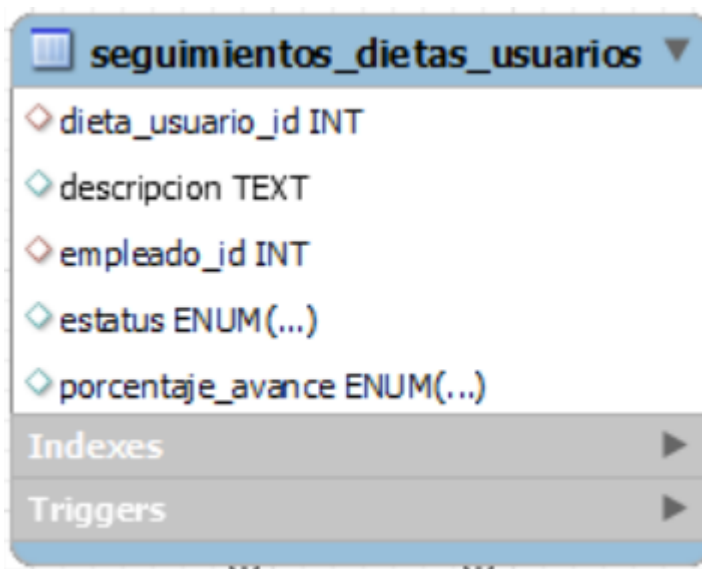 seguimientos_dietas_usuarios
dieta_usuario_id INT
descripcion TEXT
empleado_id INT
estatus ENUM(...)
porcentaje_avance ENUM(...)
Indexes
Triggers